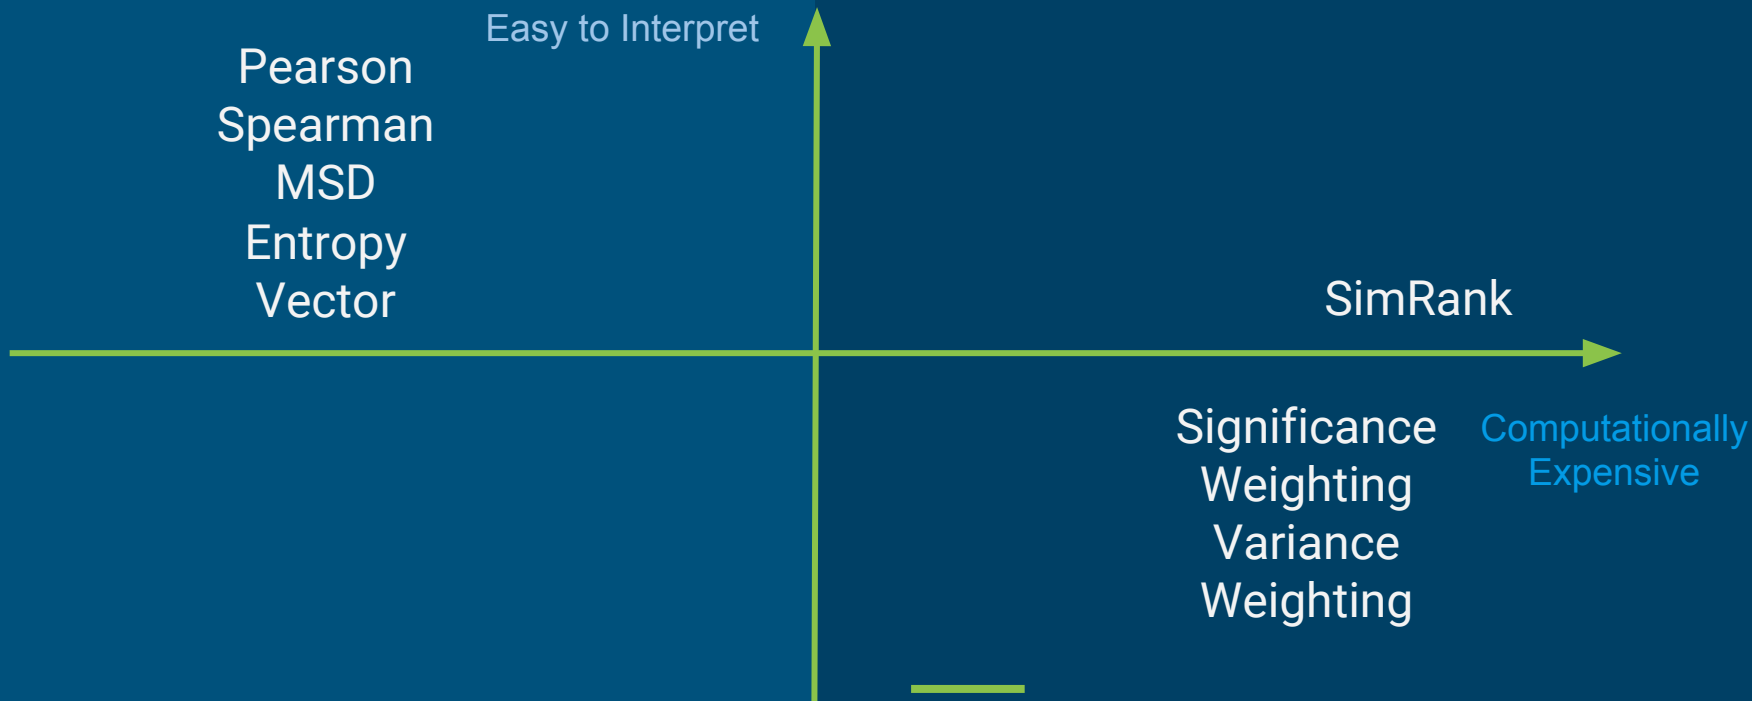 Easy to Interpret
Pearson
Spearman
MSD
Entropy
Vector
SimRank
Significance
Weighting
Variance
Weighting
Computationally
Expensive